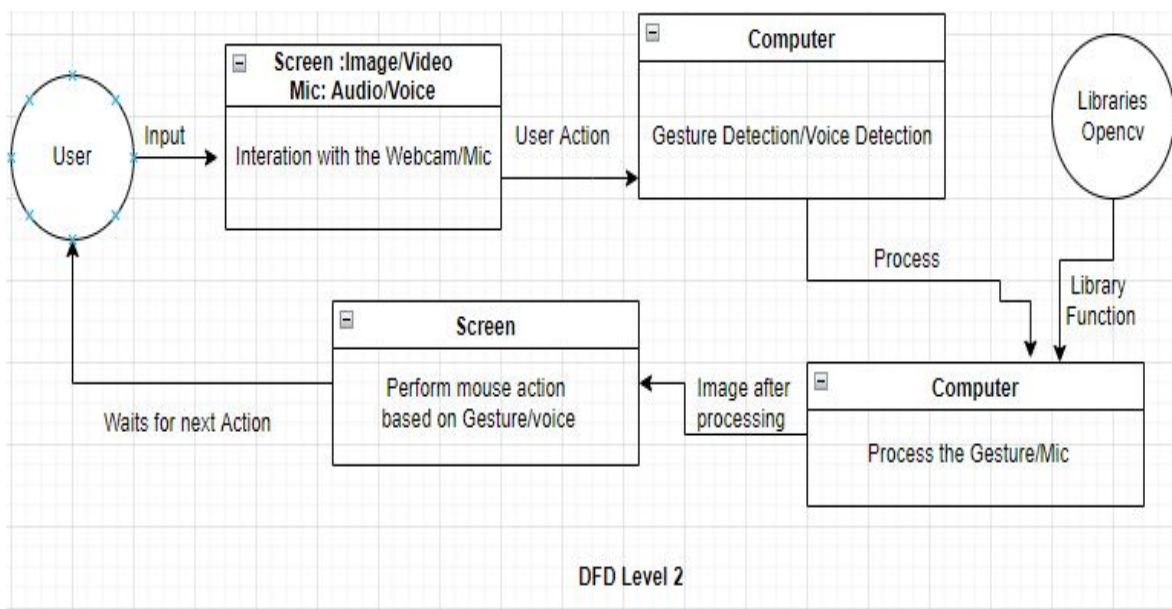 User
Input
Screen :Image/Video
Mic: Audio/Voice
Interation with the Webcam/Mic
User Action
Computer
Gesture Detection/Voice Detection
Libraries
Opencv
Process
Library
Function
Computer
Process the Gesture/Mic
Image after
processing
Screen
Perform mouse action
based on Gesture/voice
Waits for next Action
DFD Level 2